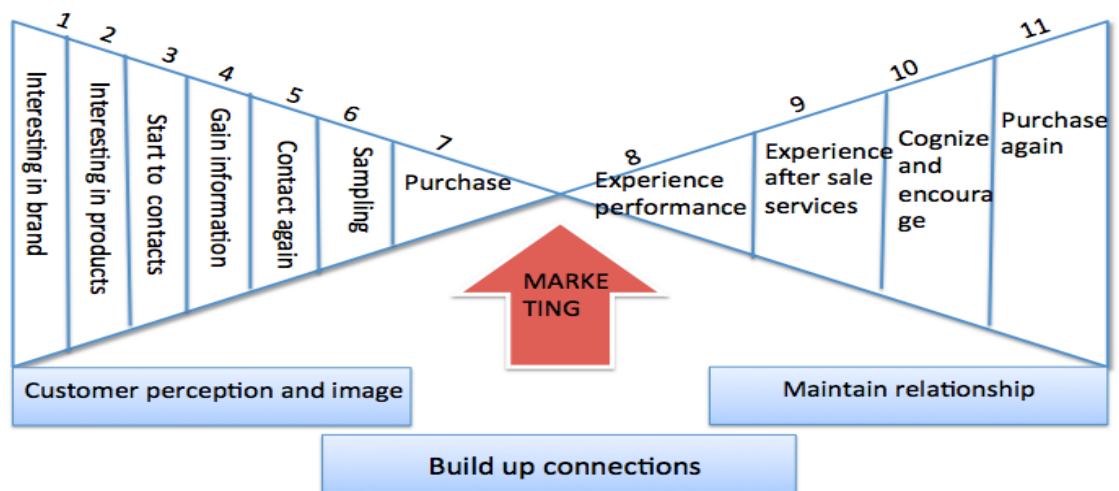 1
Interesting in brand
2
Interesting in products
3
Start to contacts
4
Gain information
5
Contact again
6
Sampling
7
Purchase
8
Experience
performance
9
Experience
after sale
services
10
Cognize
and
encoura
ge
11
Purchase
again
MARKE
TING
Customer perception and image
Maintain relationship
Build up connections